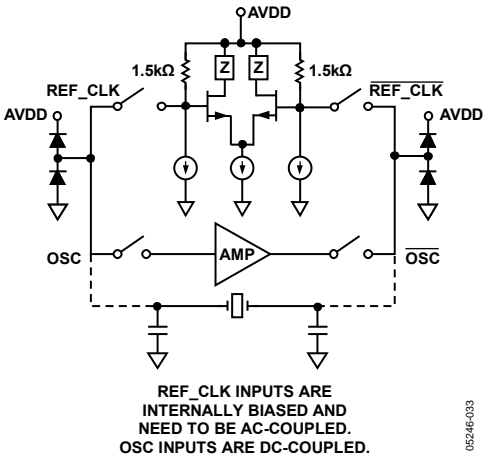 AVDD
1.5kΩ
Z
Z
1.5kΩ
REF_CLK
REF_CLK
AVDD
AVDD
OSC
AMP
OSC
REF_CLK INPUTS ARE
INTERNALLY BIASED AND
NEED TO BE AC-COUPLED.
OSC INPUTS ARE DC-COUPLED.
05246-033